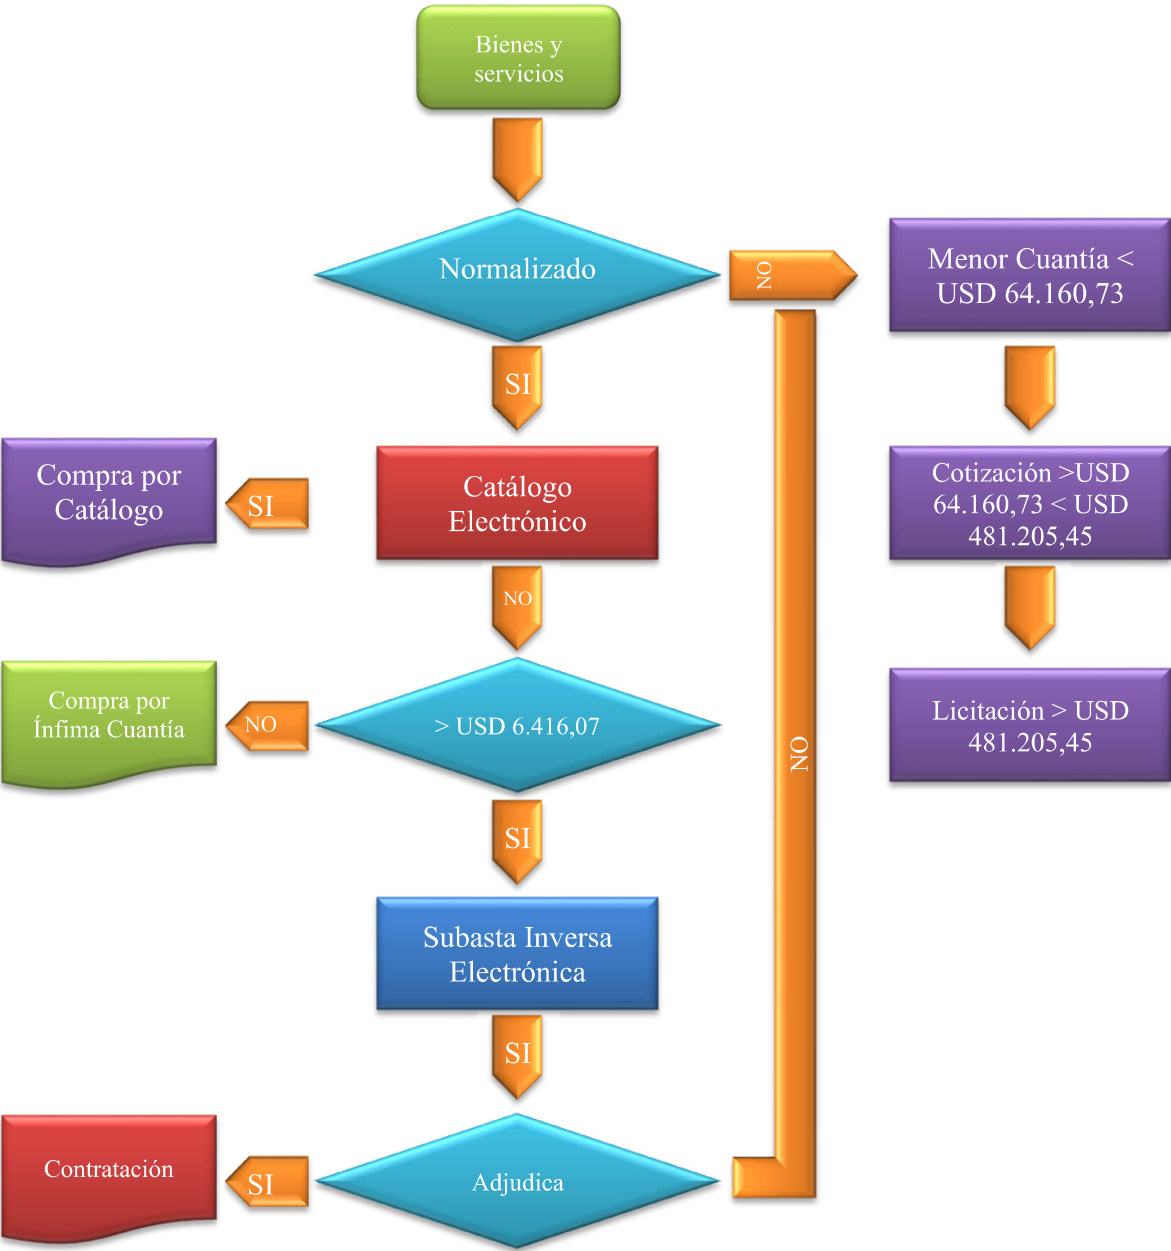 Bienes y
servicios
Normalizado
NO
Menor Cuantía <
USD 64.160,73
SI
Compra por
Catálogo
SI
Catálogo
Electrónico
Cotización >USD
64.160,73 < USD
481.205,45
NO
Compra por
Ínfima Cuantía
NO
> USD 6.416,07
NO
Licitación > USD
481.205,45
SI
Subasta Inversa
Electrónica
SI
Contratación
SI
Adjudica